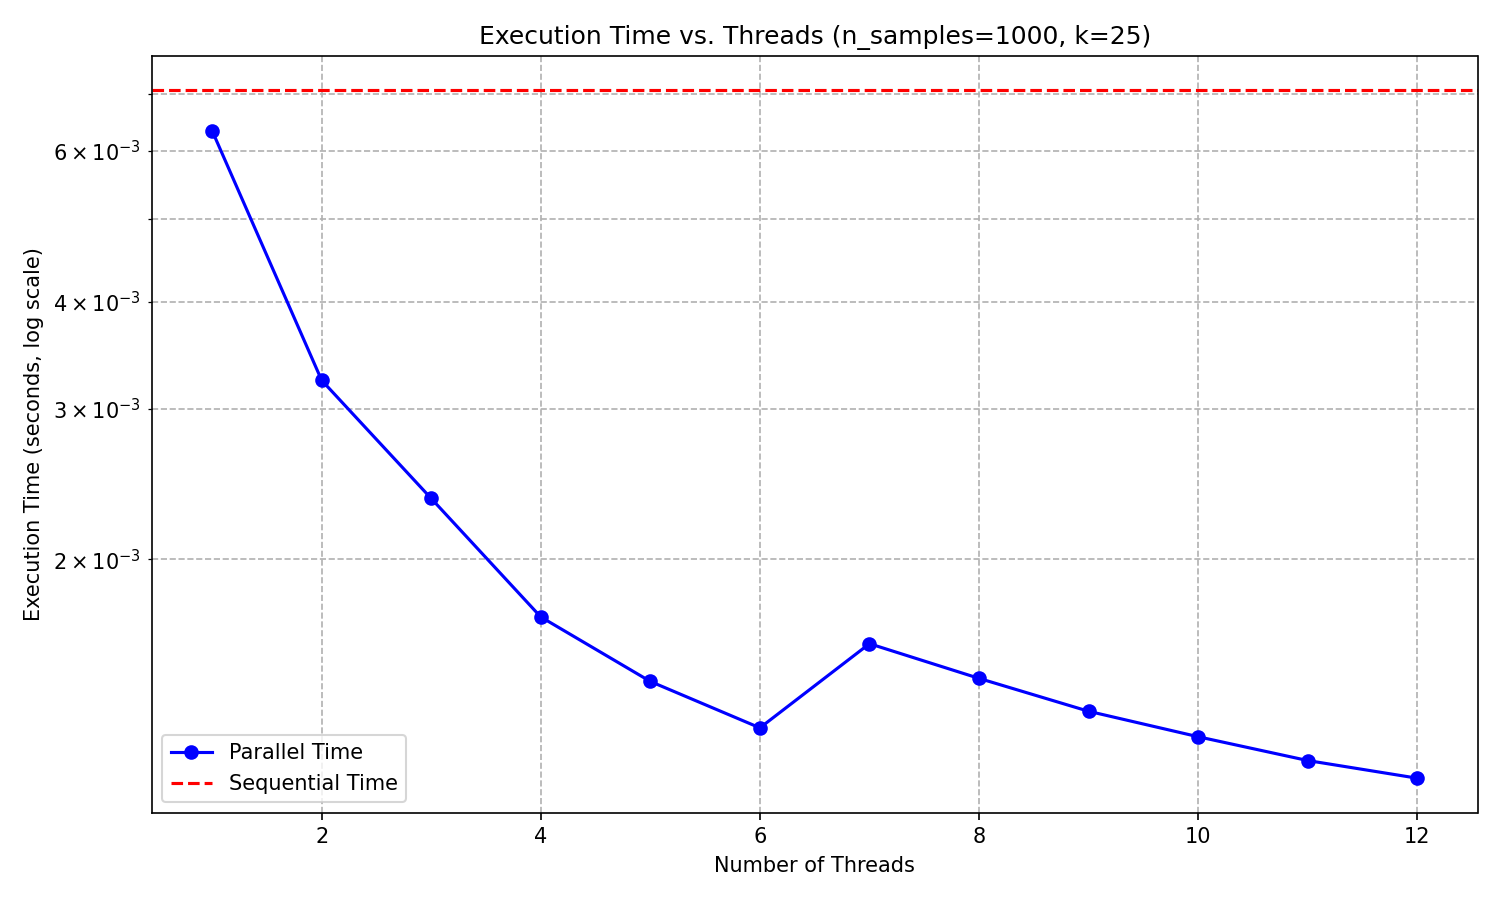 Execution Time vs. Threads (n_samples=1000, k=25)
Execution Time (seconds, log scale)
6 × 10⁻³
4 × 10⁻³
3 × 10⁻³
2 × 10⁻³
Parallel Time
Sequential Time
2 4 6 8 10 12
Number of Threads